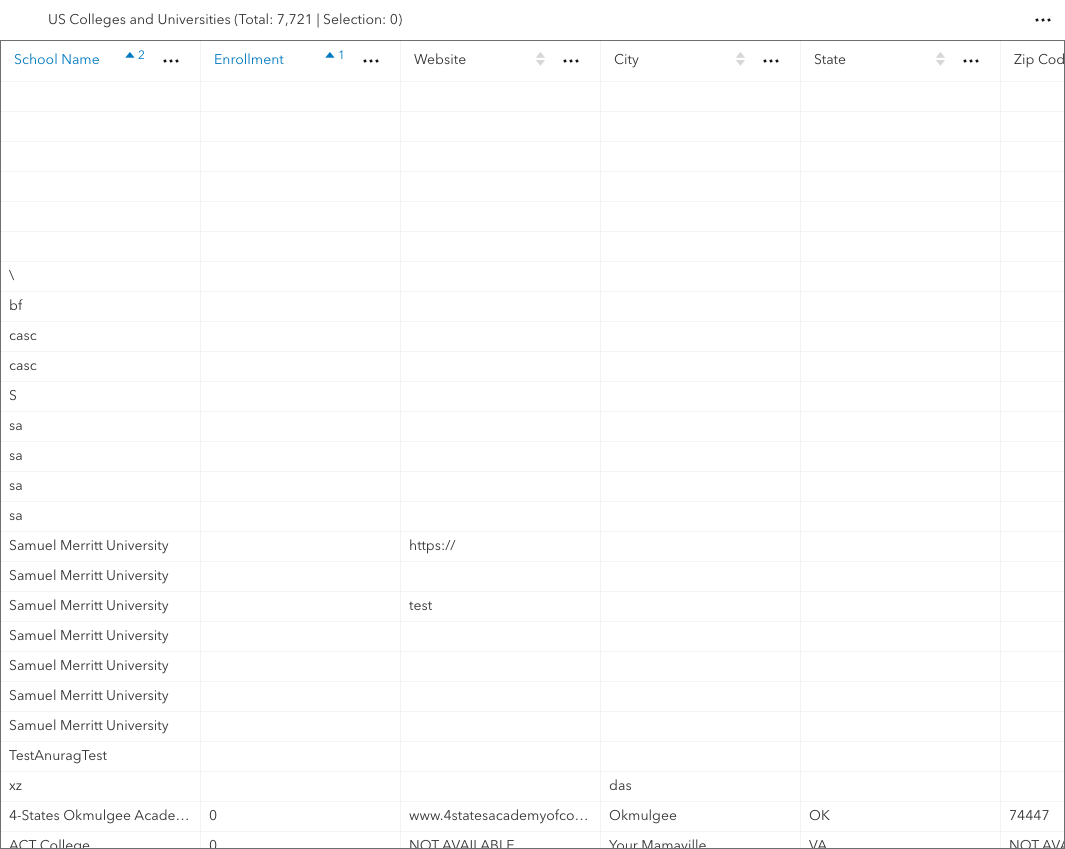 US Colleges and Universities (Total: 7,721 | Selection: 0)
School Name 2 Enrollment 1 Website City State Zip Cod
\
bf
casc
casc
S
sa
sa
sa
sa
Samuel Merritt University https://
Samuel Merritt University
Samuel Merritt University test
Samuel Merritt University
Samuel Merritt University
Samuel Merritt University
Samuel Merritt University
TestAnuragTest
xz das
4-States Okmulgee Acade... 0 www.4statesacademyofco... Okmulgee OK 74447
ACT College 0 NOT AVAILABLE Your Mamaville VA NOT AVA